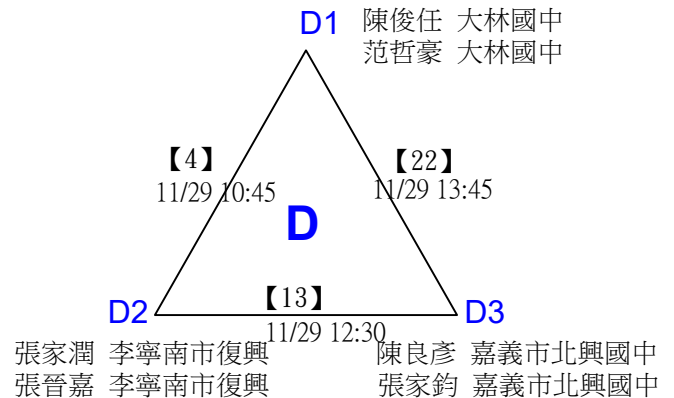 D1 陳俊任 大林國中
范哲豪 大林國中
【4】
11/29 10:45
【22】
11/29 13:45
D
【13】
11/29 12:30
D2
張家潤 李寧南市復興
張晉嘉 李寧南市復興
D3
陳良彥 嘉義市北興國中
張家鈞 嘉義市北興國中